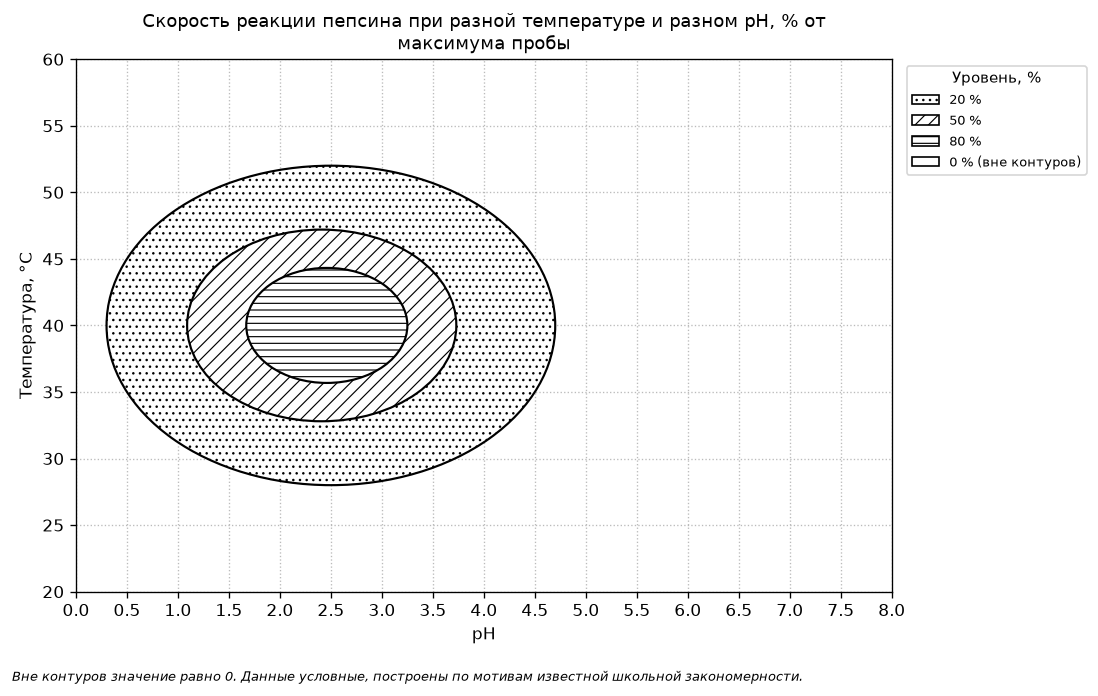 Скорость реакции пепсина при разной температуре и разном pH, % от
максимума пробы
Уровень, %
20 %
50 %
80 %
0 % (вне контуров)
Температура, °C
60
55
50
45
40
35
30
25
20
0.0 0.5 1.0 1.5 2.0 2.5 3.0 3.5 4.0 4.5 5.0 5.5 6.0 6.5 7.0 7.5 8.0
pH
Вне контуров значение равно 0. Данные условные, построены по мотивам известной школьной закономерности.